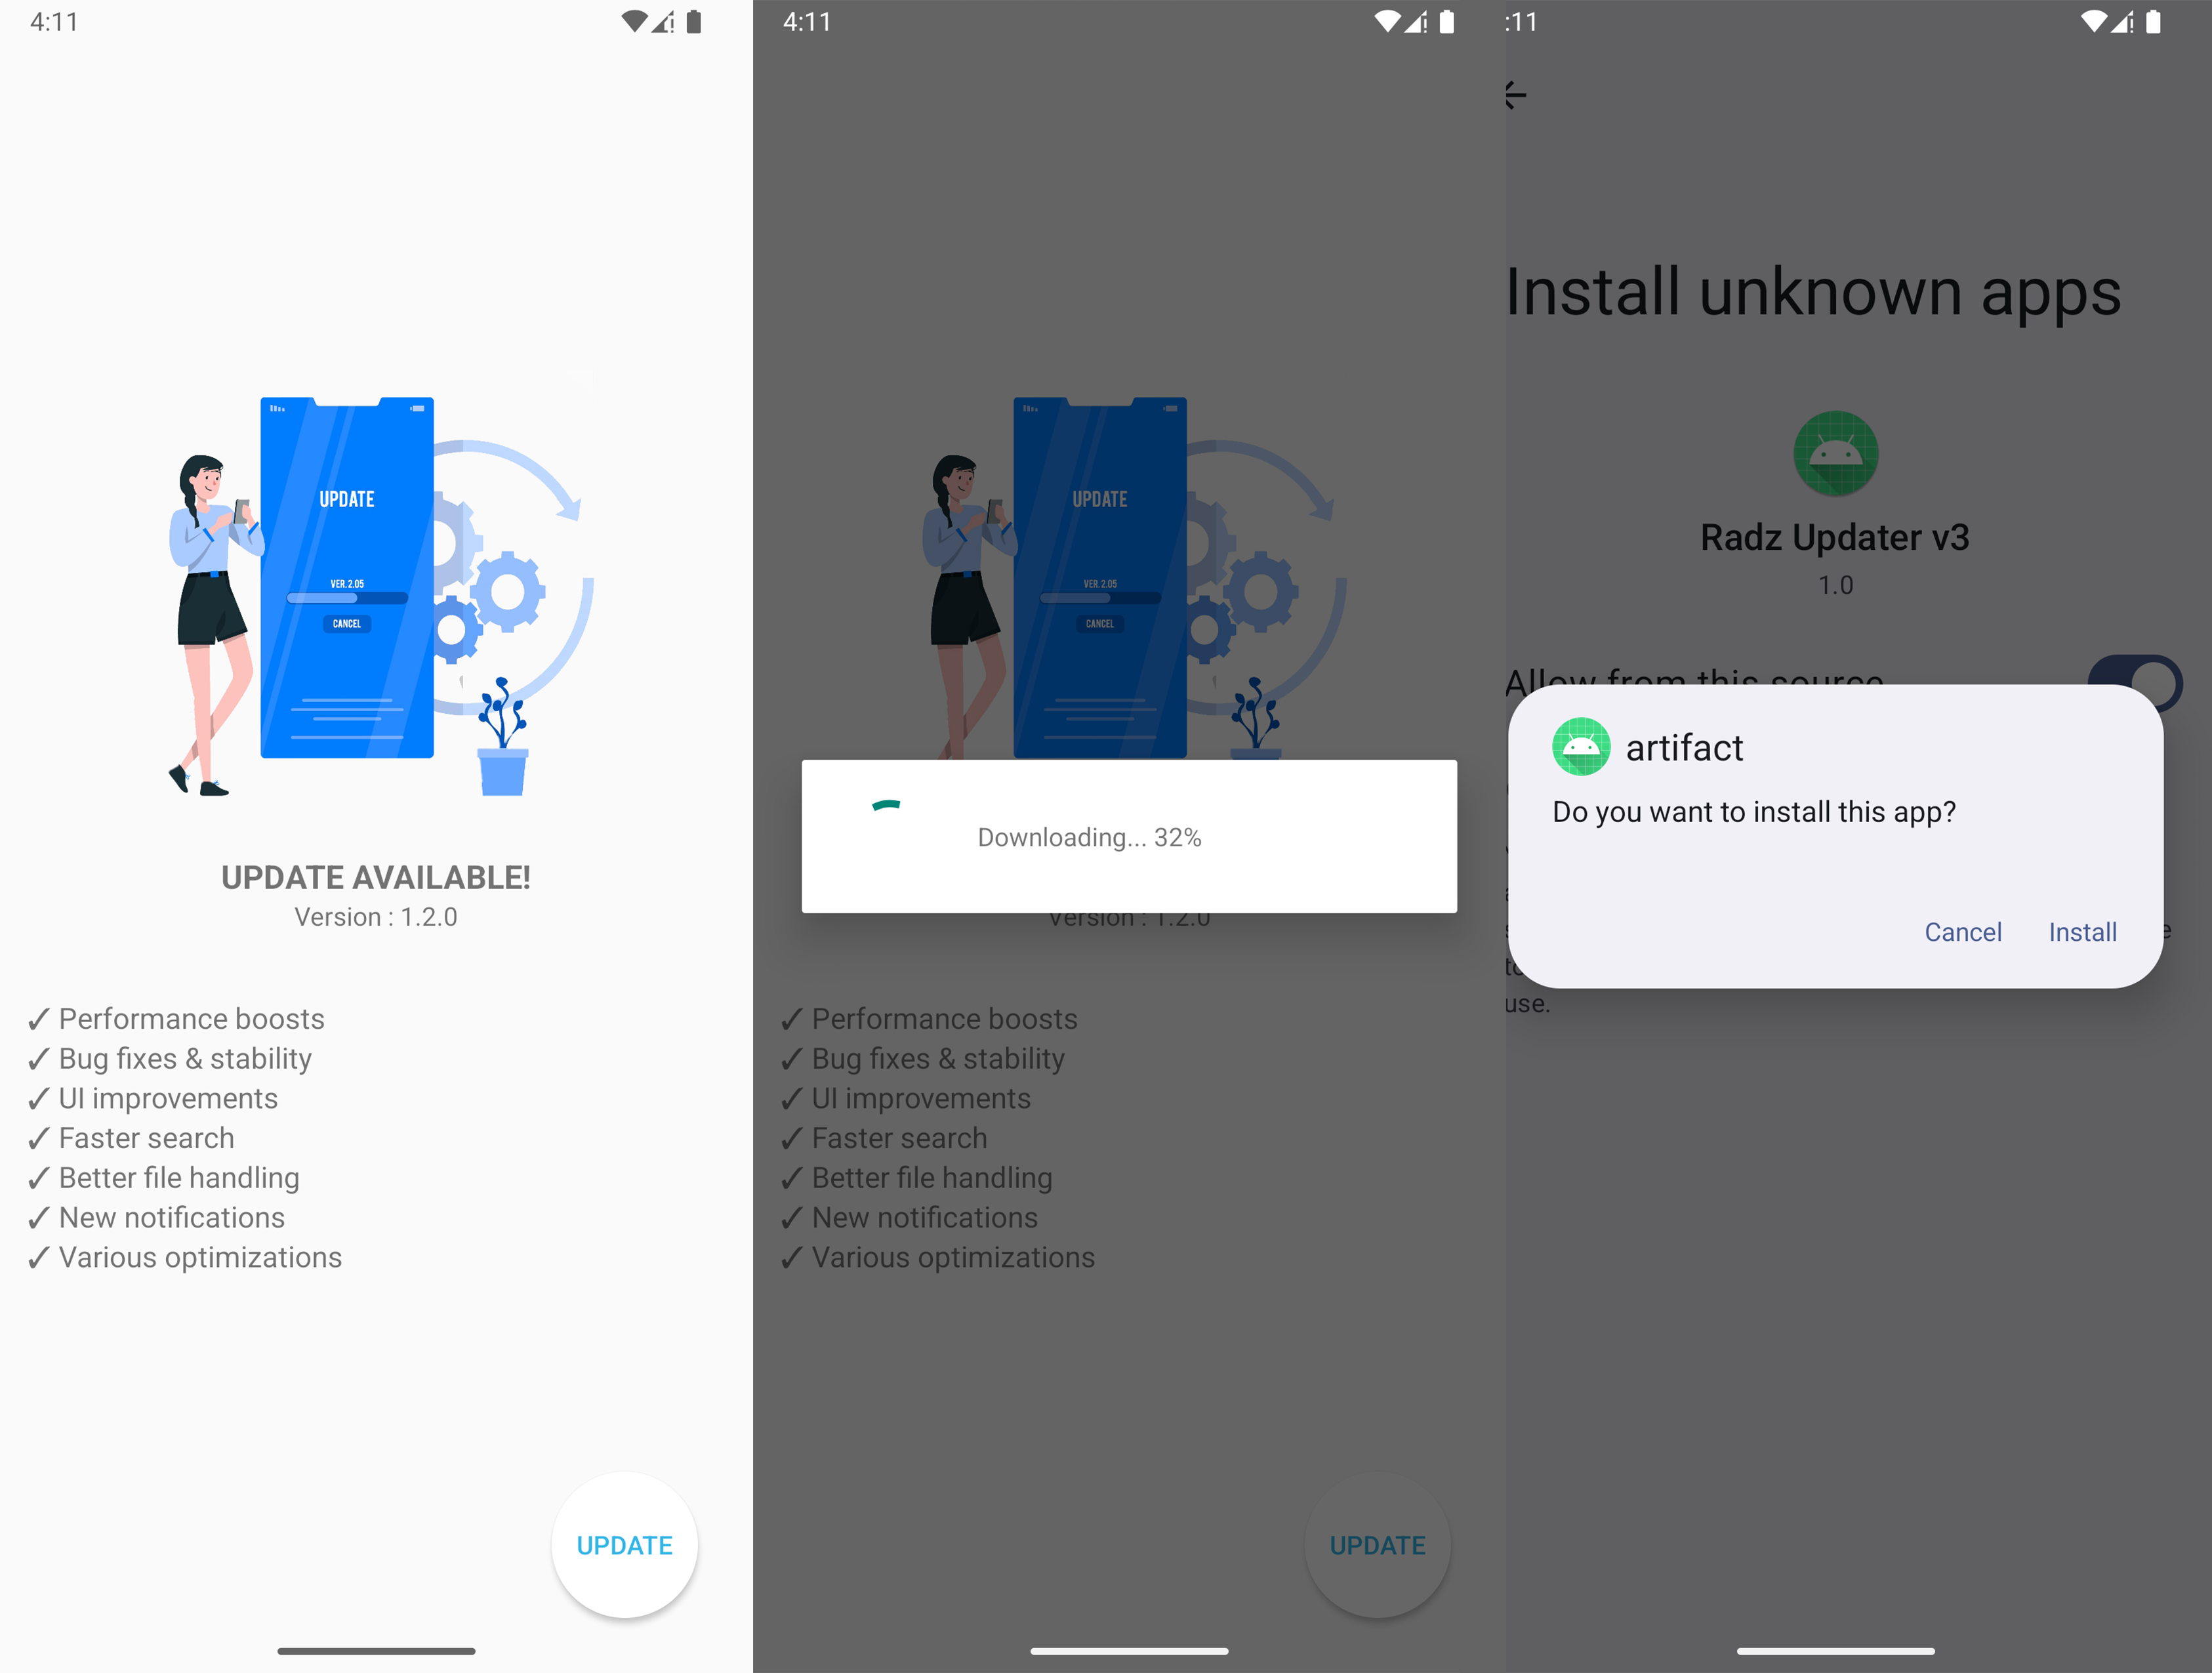 4:11
UPDATE
VER.2.05
CANCEL
UPDATE AVAILABLE!
Version : 1.2.0
✓ Performance boosts
✓ Bug fixes & stability
✓ UI improvements
✓ Faster search
✓ Better file handling
✓ New notifications
✓ Various optimizations
UPDATE
4:11
UPDATE
VER.2.05
CANCEL
Downloading... 32%
Version : 1.2.0
✓ Performance boosts
✓ Bug fixes & stability
✓ UI improvements
✓ Faster search
✓ Better file handling
✓ New notifications
✓ Various optimizations
UPDATE
:11
Install unknown apps
Radz Updater v3
1.0
Allow from this source
artifact
Do you want to install this app?
Cancel
Install
use.